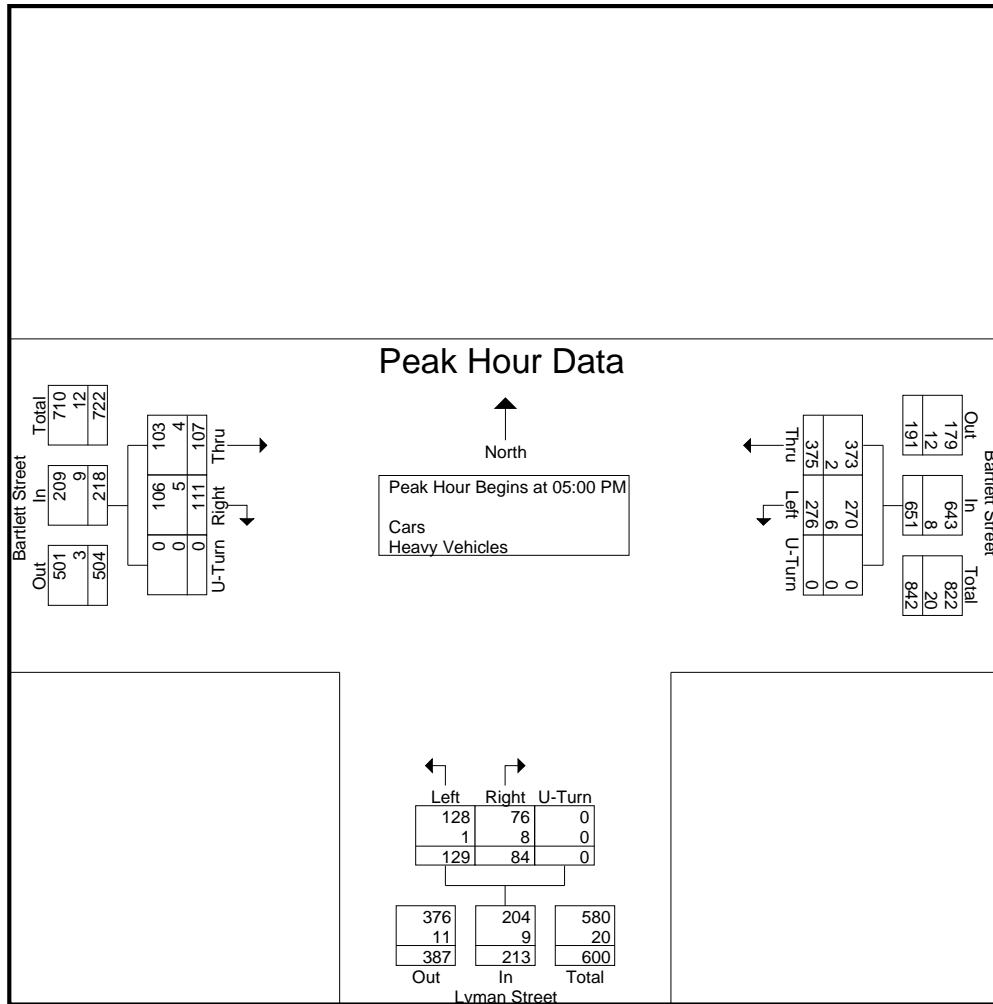 Peak Hour Data
North
Peak Hour Begins at 05:00 PM
Cars
Heavy Vehicles
Bartlett Street
Total In Out
710 209 501
12 9 3
722 218 504
Thru Right U-Turn
103 106 0
4 5 0
107 111 0
Bartlett Street
Out In Total
179 643 822
12 8 20
191 651 842
Thru Left U-Turn
373 270 0
2 6 0
375 276 0
Left Right U-Turn
128 76 0
1 8 0
129 84 0
376 204 580
11 9 20
387 213 600
Out In Total
Lyman Street